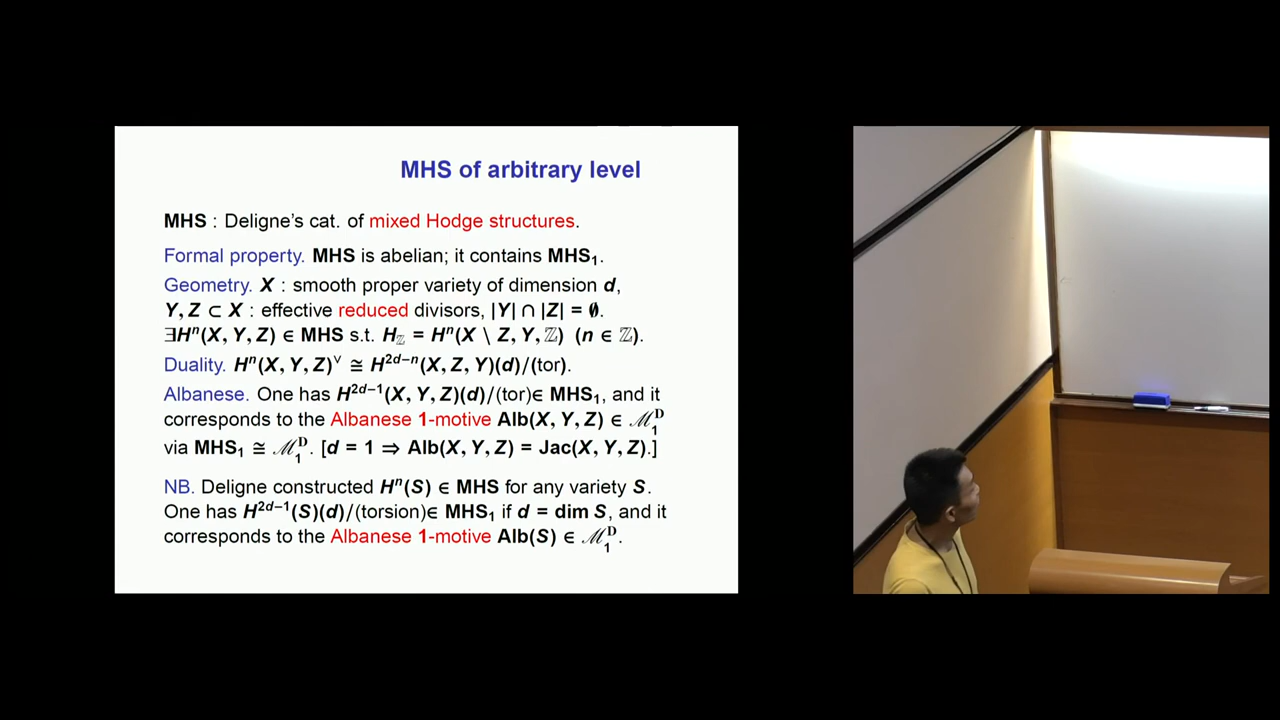 MHS of arbitrary level
MHS : Deligne's cat. of mixed Hodge structures.
Formal property. MHS is abelian; it contains MHS₁.
Geometry. X : smooth proper variety of dimension d,
Y, Z ⊂ X : effective reduced divisors, |Y| ∩ |Z| = ∅.
∃Hⁿ(X, Y, Z) ∈ MHS s.t. H_ℤ = Hⁿ(X \ Z, Y, ℤ) (n ∈ ℤ).
Duality. Hⁿ(X, Y, Z)^∨ ≅ H^{2d−n}(X, Z, Y)(d)/(tor).
Albanese. One has H^{2d−1}(X, Y, Z)(d)/(tor)∈ MHS₁, and it
corresponds to the Albanese 1-motive Alb(X, Y, Z) ∈ ℳ₁^D
via MHS₁ ≅ ℳ₁^D. [d = 1 ⇒ Alb(X, Y, Z) = Jac(X, Y, Z).]
NB. Deligne constructed Hⁿ(S) ∈ MHS for any variety S.
One has H^{2d−1}(S)(d)/(torsion)∈ MHS₁ if d = dim S, and it
corresponds to the Albanese 1-motive Alb(S) ∈ ℳ₁^D.